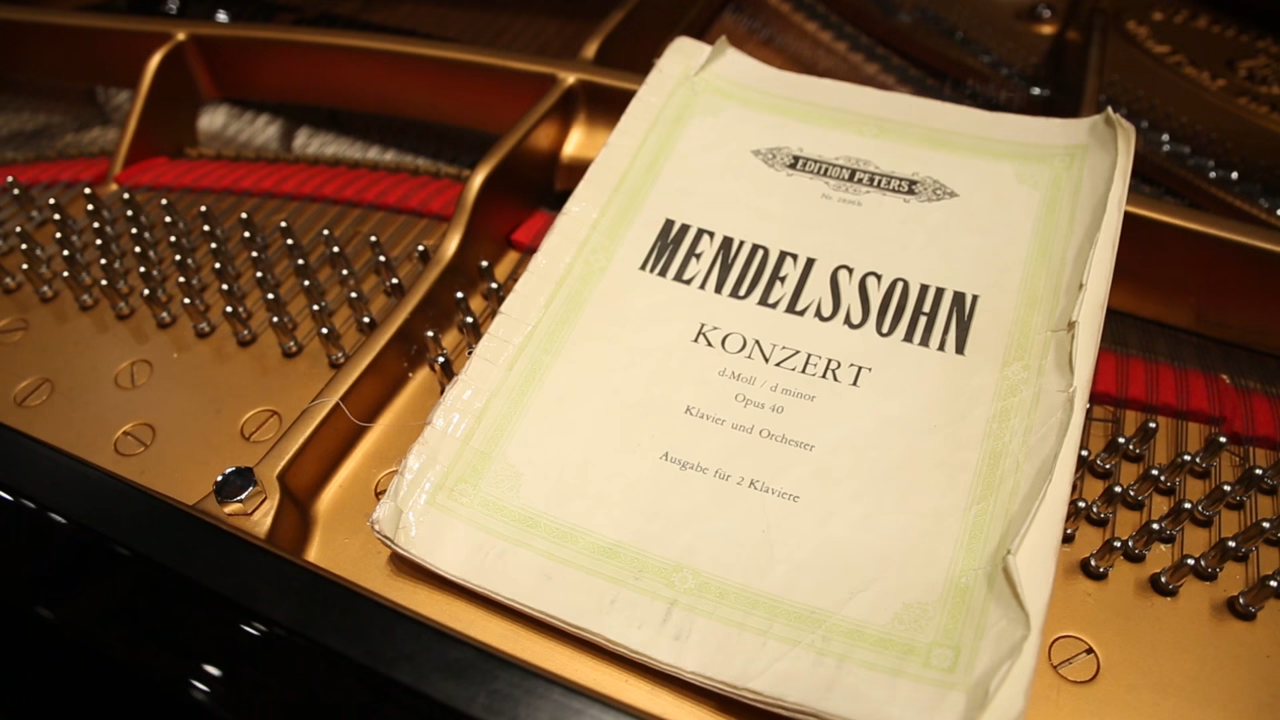 EDITION PETERS
MENDELSSOHN
KONZERT
d-Moll / d minor
Opus 40
Klavier und Orchester
Ausgabe für 2 Klaviere